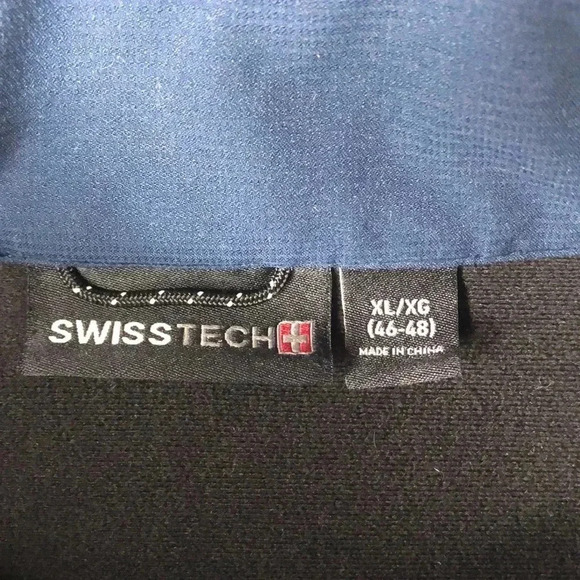 SWISSTECH
XL/XG
(46-48)
MADE IN CHINA